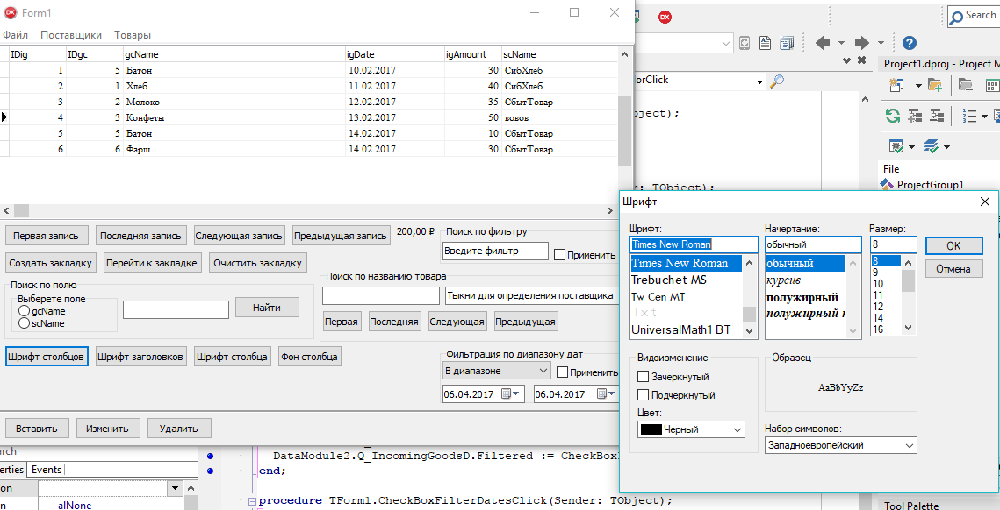 Form1
Файл Поставщики Товары
IDig IDgc gcName igDate igAmount scName
1 5 Батон 10.02.2017 30 СибХлеб
2 1 Хлеб 11.02.2017 40 СибХлеб
3 2 Молоко 12.02.2017 35 СбытТовар
4 3 Конфеты 13.02.2017 50 вовов
5 5 Батон 14.02.2017 10 СбытТовар
6 6 Фарш 14.02.2017 30 СбытТовар
Первая запись Последняя запись Следующая запись Предыдущая запись 200,00 ₽
Создать закладку Перейти к закладке Очистить закладку
Поиск по фильтру
Введите фильтр Применить
Поиск по полю
Выберете поле
gcName
scName
Найти
Поиск по названию товара
Тыкни для определения поставщика
Первая Последняя Следующая Предыдущая
Шрифт столбцов Шрифт заголовков Шрифт столбца Фон столбца
Фильтрация по диапазону дат
В диапазоне Применить
06.04.2017 06.04.2017
Вставить Изменить Удалить
DX
Search
orClick
ject);
: TObject);
Project1.dproj - Project M
File
ProjectGroup1
Шрифт
Шрифт: Начертание: Размер:
Times New Roman обычный 8
Times New Roman обычный 8
Trebuchet MS курсив 9
Tw Cen MT 10
Txt полужирный 11
UniversalMath1 BT полужирный к 12
14
16
ОК
Отмена
Видоизменение
Зачеркнутый
Подчеркнутый
Цвет:
Черный
Образец
AaBbYyZz
Набор символов:
Западноевропейский
rch
erties Events
on
n alNone
DataModule2.Q_IncomingGoodsD.Filtered := CheckBox
end;
procedure TForm1.CheckBoxFilterDatesClick(Sender: TObject);
Tool Palette